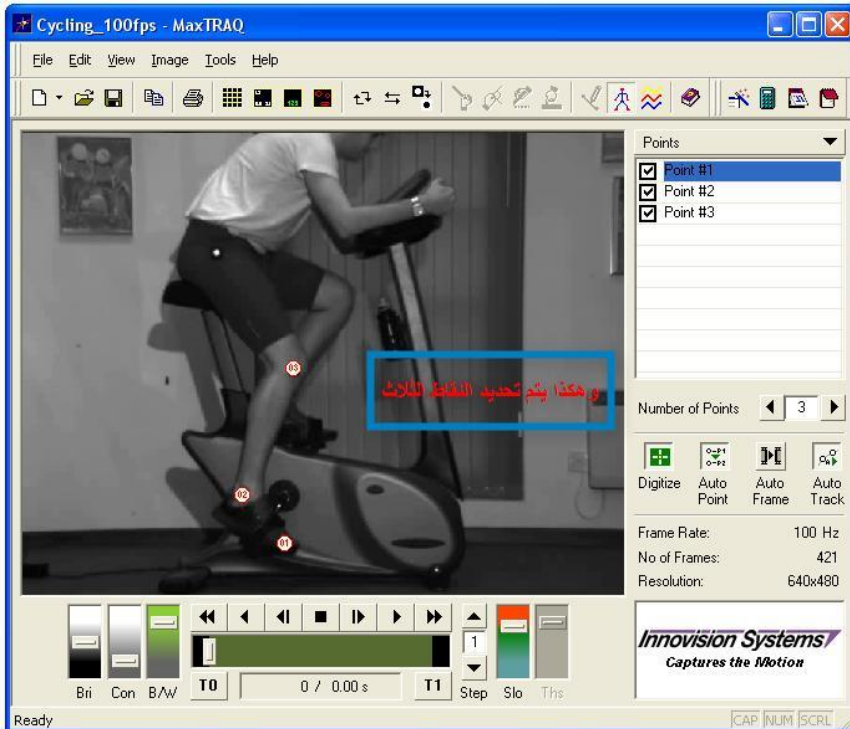 Cycling_100fps - MaxTRAQ
File Edit View Image Tools Help
Points
Point #1
Point #2
Point #3
03
وهكذا يتم تحديد النقاط الثلاث
02
01
Number of Points 3
Digitize Auto Point Auto Frame Auto Track
Frame Rate: 100 Hz
No of Frames: 421
Resolution: 640x480
Innovision Systems
Captures the Motion
1
T0 0 / 0.00 s T1
Bri Con B/W Step Slo Ths
Ready
CAP NUM SCRL